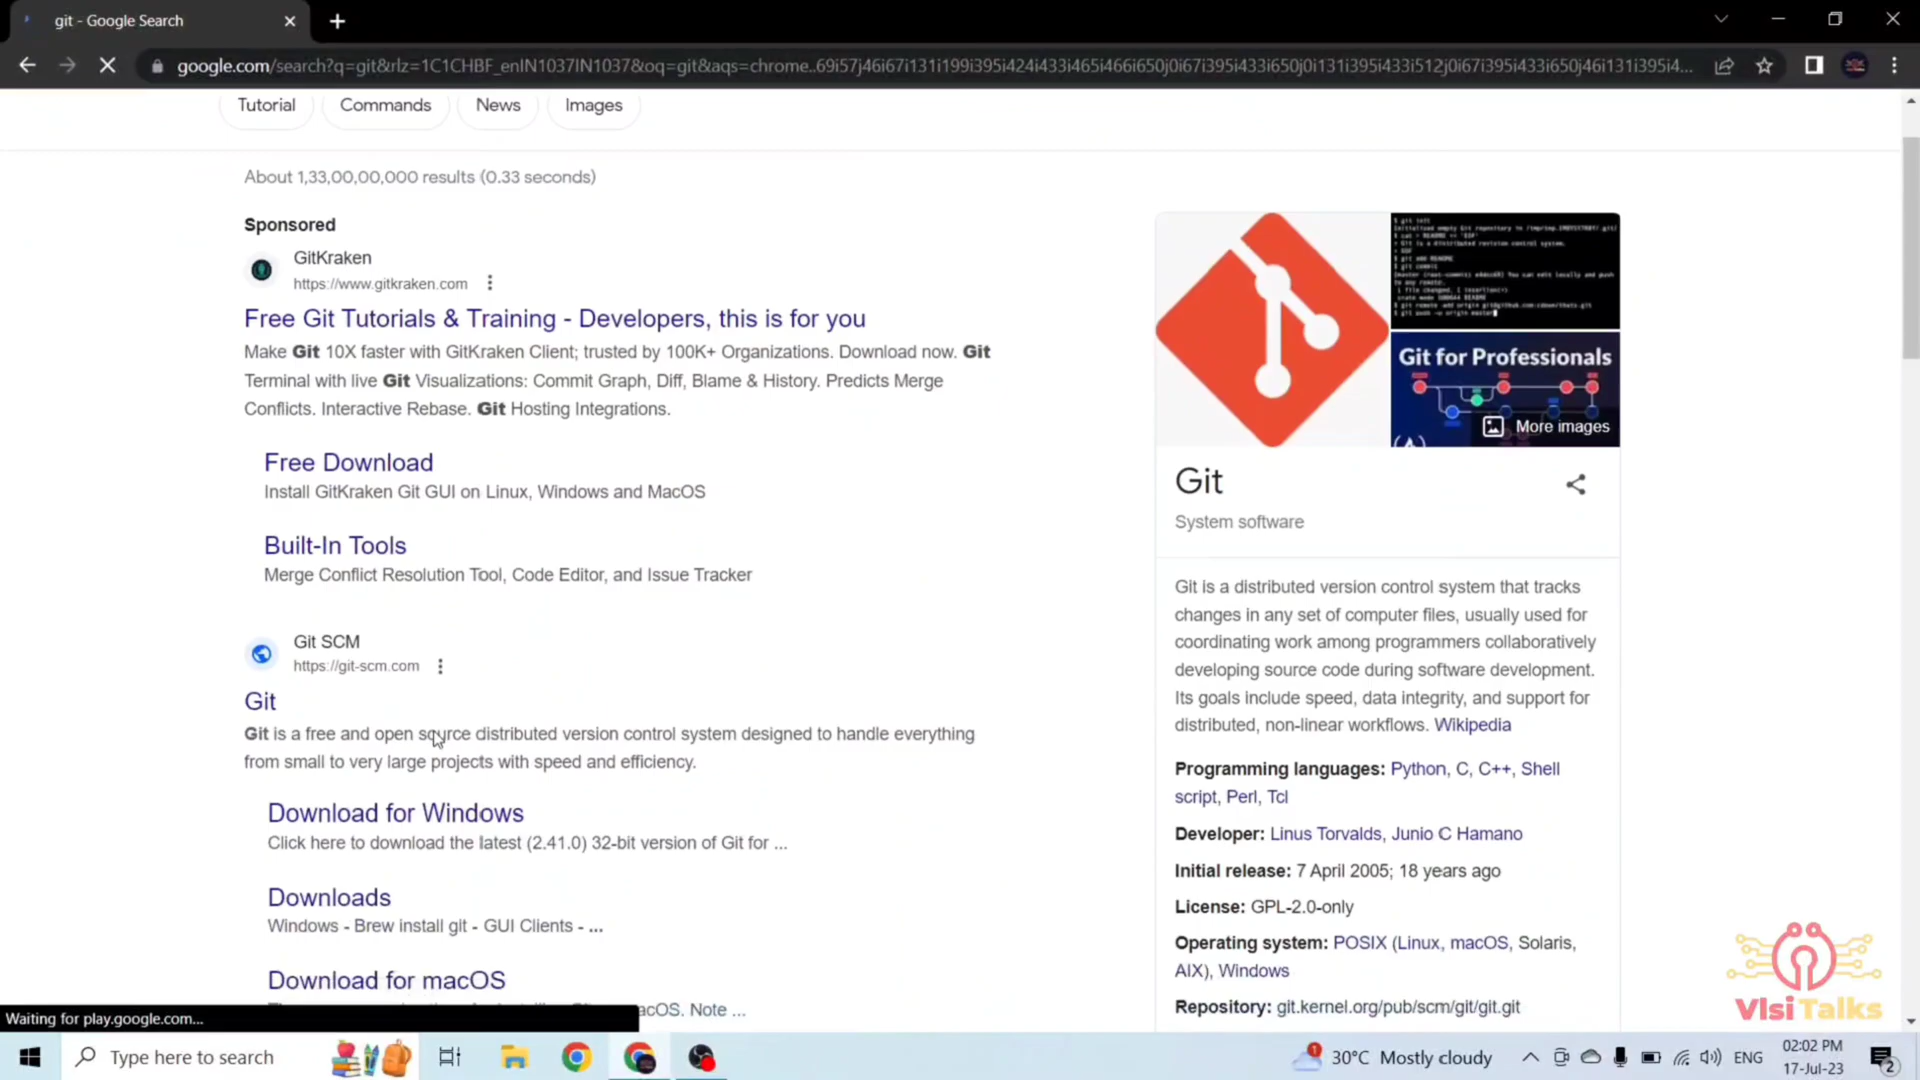 git - Google Search
google.com/search?q=git&rlz=1C1CHBF_enIN1037IN1037&oq=git&aqs=chrome..69i57j46i67i131i199i395i424i433i465i466i650j0i67i395i433i650j0i131i395i433i512j0i67i395i433i650j46i131i395i4...
Tutorial
Commands
News
Images
About 1,33,00,00,000 results (0.33 seconds)
Sponsored
GitKraken
https://www.gitkraken.com
Free Git Tutorials & Training - Developers, this is for you
Make Git 10X faster with GitKraken Client; trusted by 100K+ Organizations. Download now. Git
Terminal with live Git Visualizations: Commit Graph, Diff, Blame & History. Predicts Merge
Conflicts. Interactive Rebase. Git Hosting Integrations.
Free Download
Install GitKraken Git GUI on Linux, Windows and MacOS
Built-In Tools
Merge Conflict Resolution Tool, Code Editor, and Issue Tracker
Git SCM
https://git-scm.com
Git
Git is a free and open source distributed version control system designed to handle everything
from small to very large projects with speed and efficiency.
Download for Windows
Click here to download the latest (2.41.0) 32-bit version of Git for ...
Downloads
Windows - Brew install git - GUI Clients - ...
Download for macOS
acOS. Note ...
Waiting for play.google.com...
Git for Professionals
More images
Git
System software
Git is a distributed version control system that tracks
changes in any set of computer files, usually used for
coordinating work among programmers collaboratively
developing source code during software development.
Its goals include speed, data integrity, and support for
distributed, non-linear workflows. Wikipedia
Programming languages: Python, C, C++, Shell
script, Perl, Tcl
Developer: Linus Torvalds, Junio C Hamano
Initial release: 7 April 2005; 18 years ago
License: GPL-2.0-only
Operating system: POSIX (Linux, macOS, Solaris,
AIX), Windows
Repository: git.kernel.org/pub/scm/git/git.git
VlsiTalks
Type here to search
1
30°C Mostly cloudy
ENG
02:02 PM
17-Jul-23
2